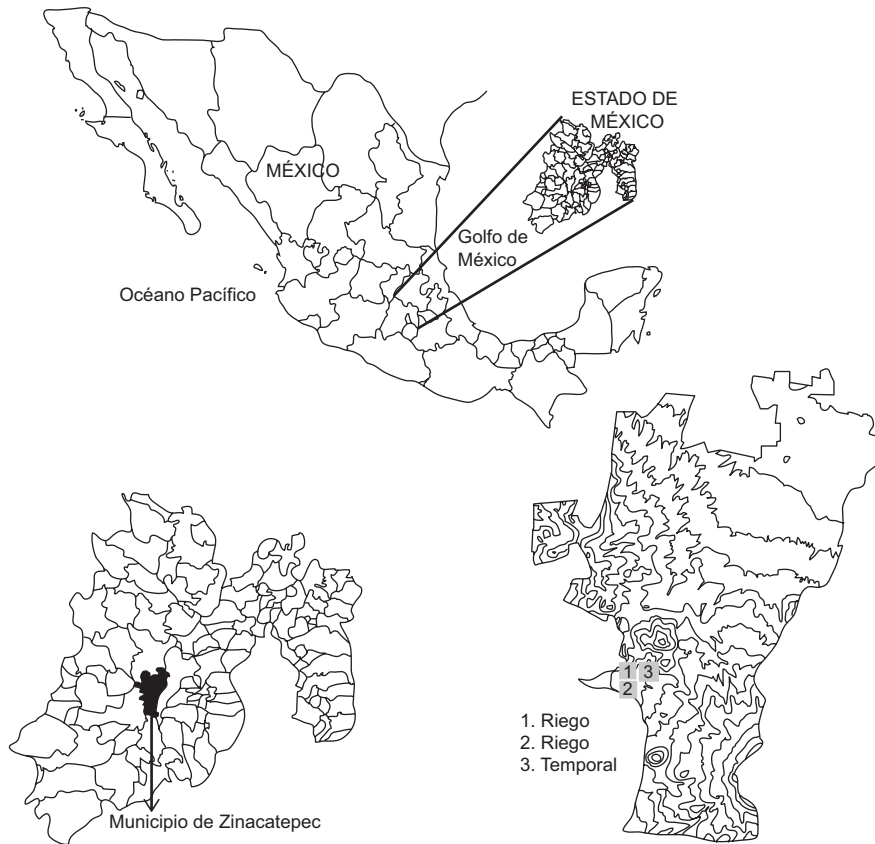 ESTADO DE
MÉXICO
MÉXICO
Golfo de
México
Océano Pacífico
1 3
2
1. Riego
2. Riego
3. Temporal
Municipio de Zinacatepec